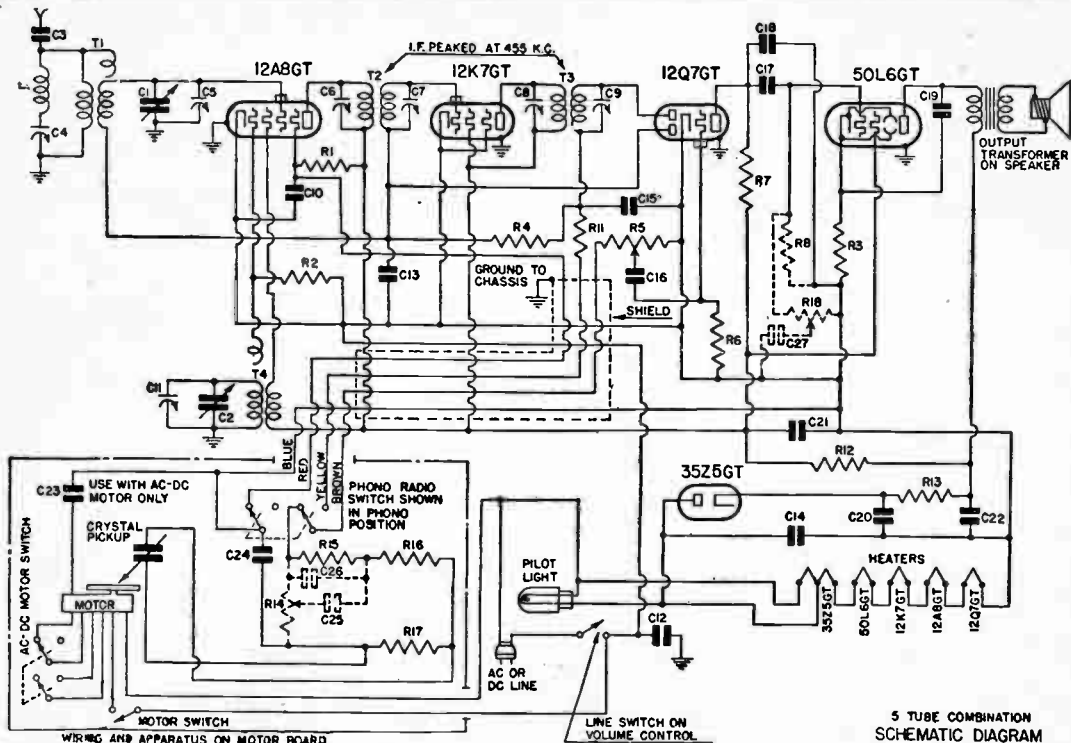 C3
T1
I.F. PEAKED AT 455 K.C.
C18
12A8GT
T2
12K7GT
T3
12Q7GT
C17
50L6GT
C1
C5
C6
C7
C8
C9
C19
C4
OUTPUT
TRANSFORMER
ON SPEAKER
R1
R7
C10
C15
R4
R11
R5
R8
R3
R2
C13
GROUND TO
CHASSIS
C16
SHIELD
R18
C27
R6
T4
C11
C2
C21
BLUE
RED
YELLOW
BROWN
R12
35Z5GT
C23
USE WITH AC-DC
MOTOR ONLY
PHONO RADIO
SWITCH SHOWN
IN PHONO
POSITION
R13
C20
C22
CRYSTAL
PICKUP
C24
R15
R16
C14
HEATERS
AC-DC MOTOR SWITCH
MOTOR
C26
R14
C25
PILOT
LIGHT
35Z5GT
50L6GT
12K7GT
12A8GT
12Q7GT
R17
C12
AC OR
DC LINE
MOTOR SWITCH
LINE SWITCH ON
VOLUME CONTROL
5 TUBE COMBINATION
SCHEMATIC DIAGRAM
WIRING AND APPARATUS ON MOTOR BOARD